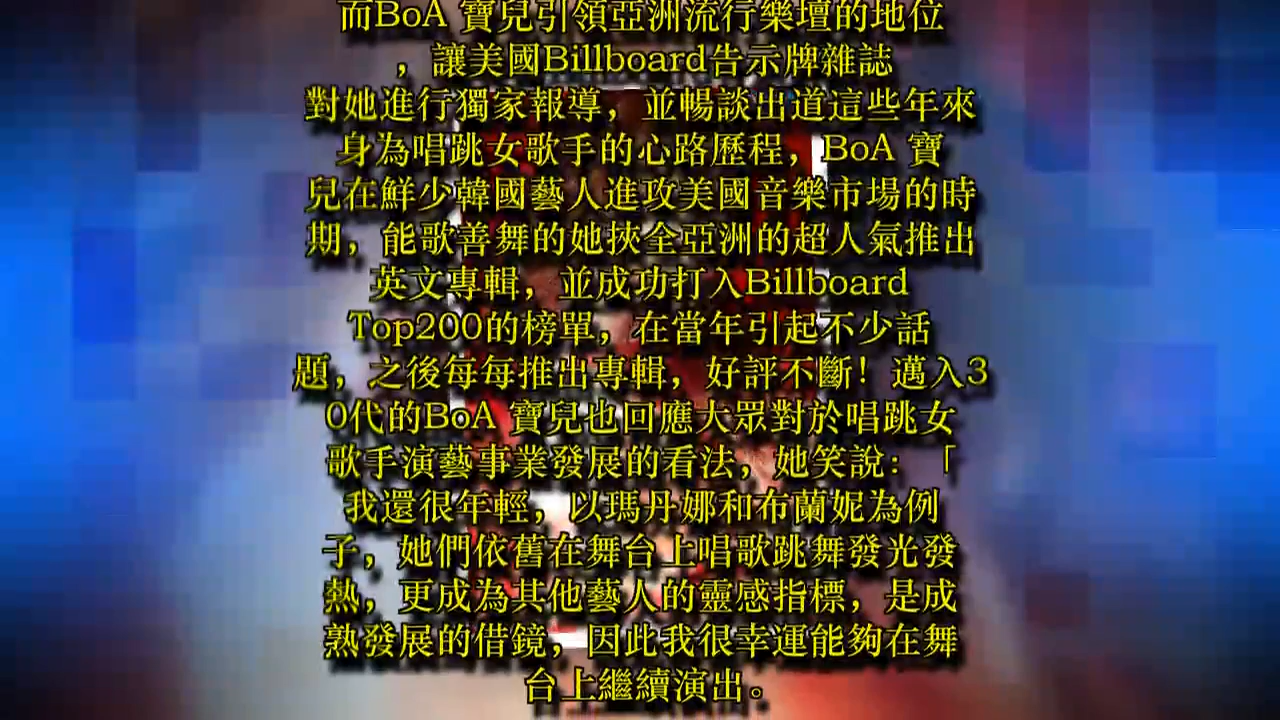 而BoA 寶兒引領亞洲流行樂壇的地位
，讓美國Billboard告示牌雜誌
對她進行獨家報導，並暢談出道這些年來
身為唱跳女歌手的心路歷程，BoA 寶
兒在鮮少韓國藝人進攻美國音樂市場的時
期，能歌善舞的她挾全亞洲的超人氣推出
英文專輯，並成功打入Billboard
Top200的榜單，在當年引起不少話
題，之後每每推出專輯，好評不斷！邁入3
0代的BoA 寶兒也回應大眾對於唱跳女
歌手演藝事業發展的看法，她笑說：「
我還很年輕，以瑪丹娜和布蘭妮為例
子，她們依舊在舞台上唱歌跳舞發光發
熱，更成為其他藝人的靈感指標，是成
熟發展的借鏡，因此我很幸運能夠在舞
台上繼續演出。